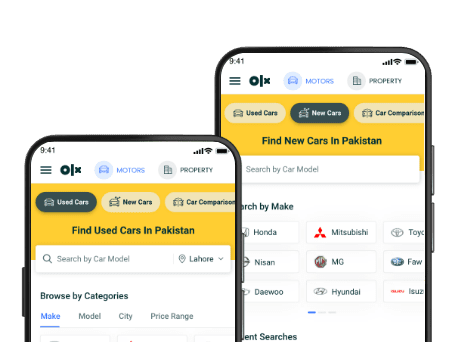 9:41
OLX MOTORS PROPERTY
Used Cars New Cars Car Comparison
Find New Cars In Pakistan
Search by Car Model
rch by Make
Honda Mitsubishi Toyo
Nisan MG Faw
Daewoo Hyundai ISUZU Isuz
ent Searches
9:41
OLX MOTORS PROPERTY
Used Cars New Cars Car Comparison
Find Used Cars In Pakistan
Search by Car Model Lahore
Browse by Categories
Make Model City Price Range